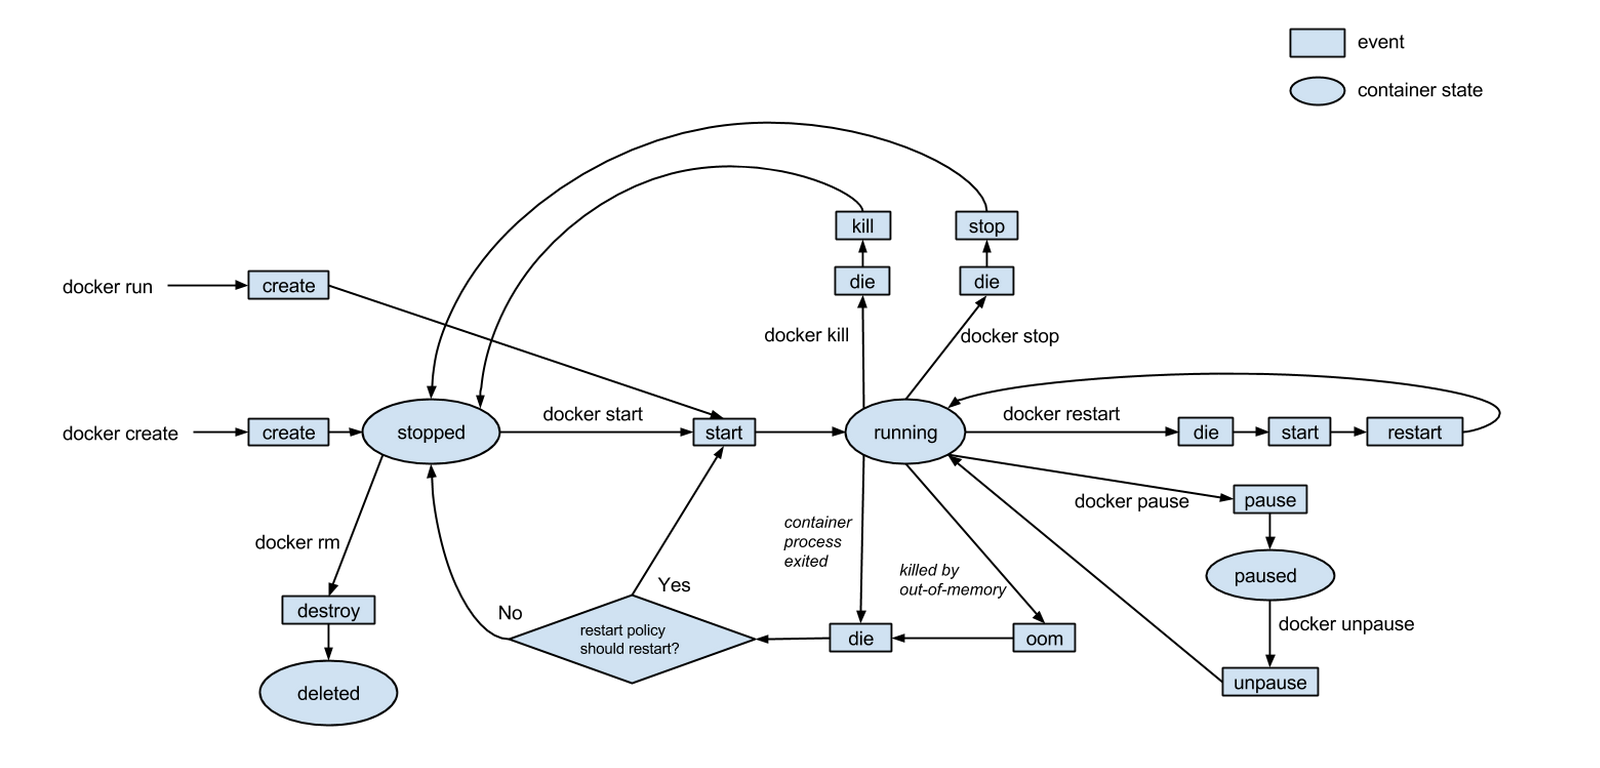 event
container state
kill
stop
docker run
create
die
die
docker kill
docker stop
docker create
create
stopped
docker start
start
running
docker restart
die
start
restart
docker pause
pause
container
process
exited
docker rm
killed by
out-of-memory
paused
Yes
No
destroy
restart policy
should restart?
die
oom
docker unpause
deleted
unpause